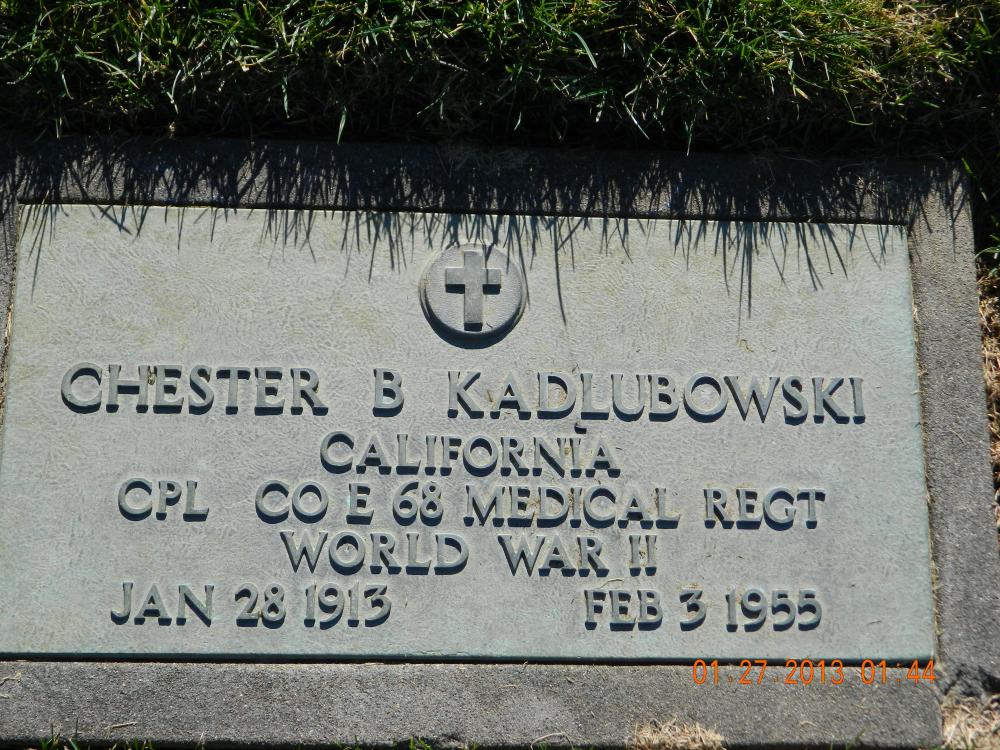 CHESTER B KADLUBOWSKI
CALIFORNIA
CPL CO E 68 MEDICAL REGT
WORLD WAR II
JAN 28 1913 FEB 3 1955
01.27.2013 01:44